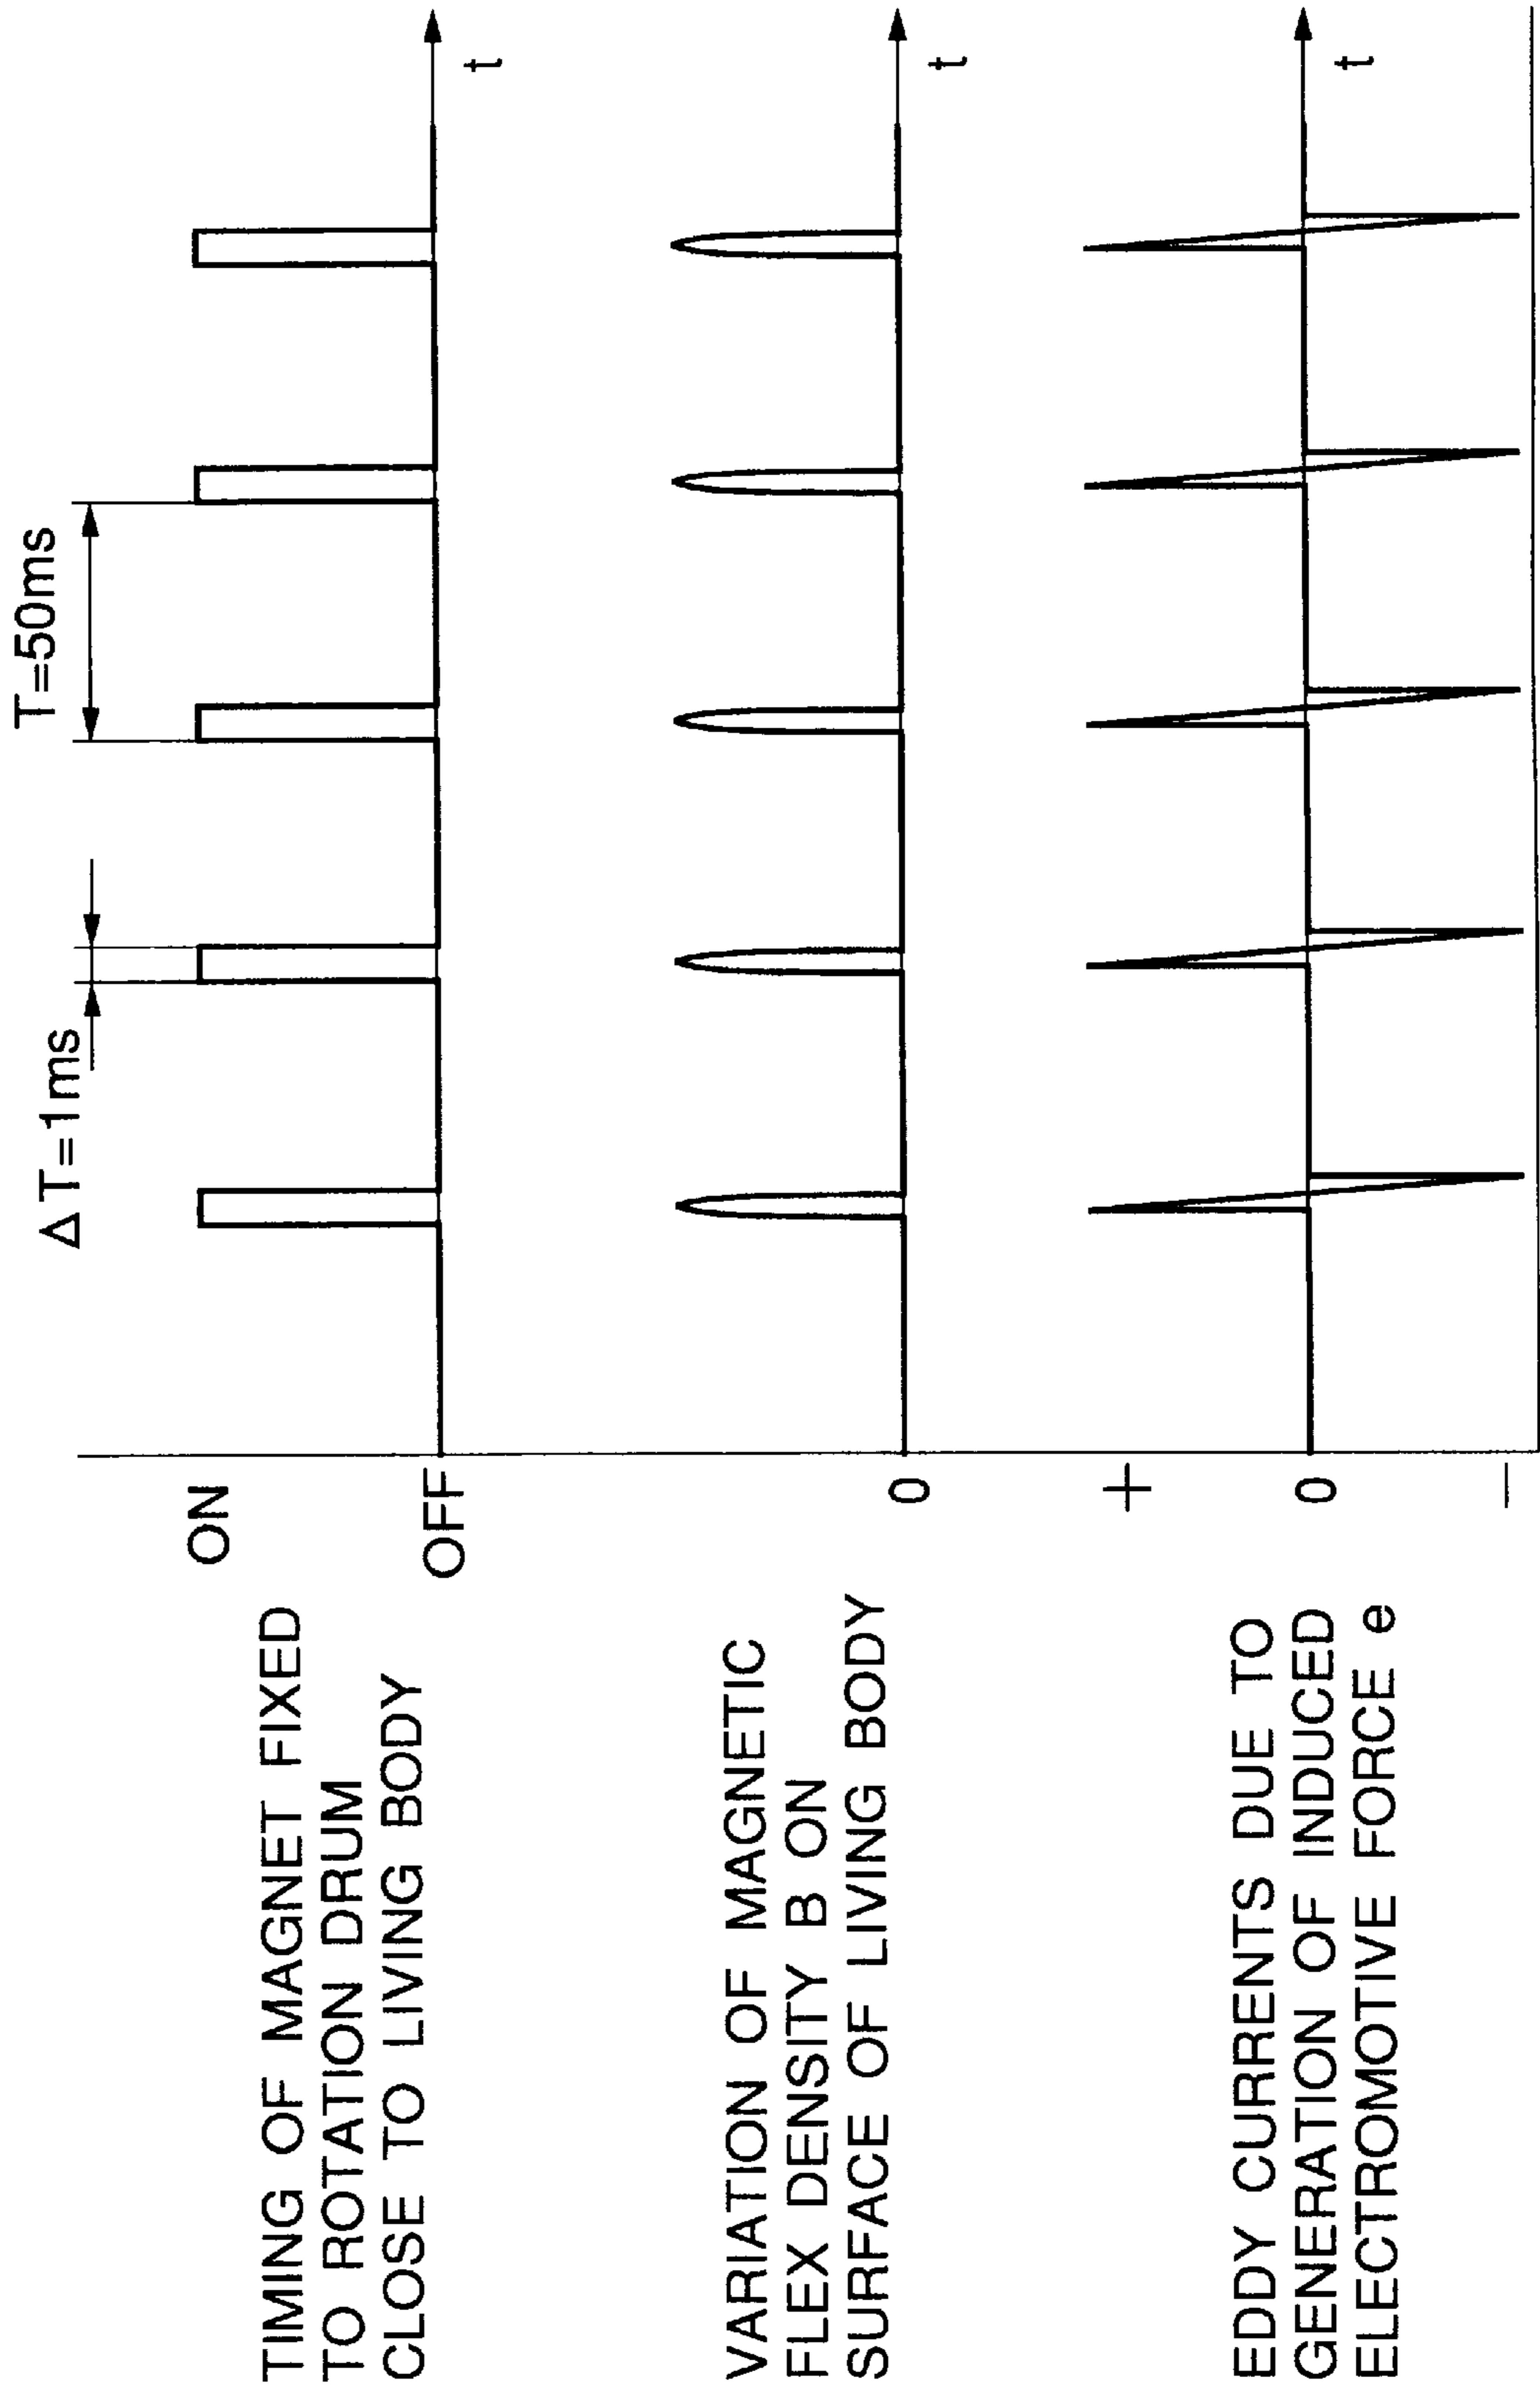 Δ T=1ms
T=50ms
TIMING OF MAGNET FIXED
TO ROTATION DRUM
CLOSE TO LIVING BODY
ON
OFF
t
VARIATION OF MAGNETIC
FLEX DENSITY B ON
SURFACE OF LIVING BODY
0
t
EDDY CURRENTS DUE TO
GENERATION OF INDUCED
ELECTROMOTIVE FORCE e
+
0
−
t